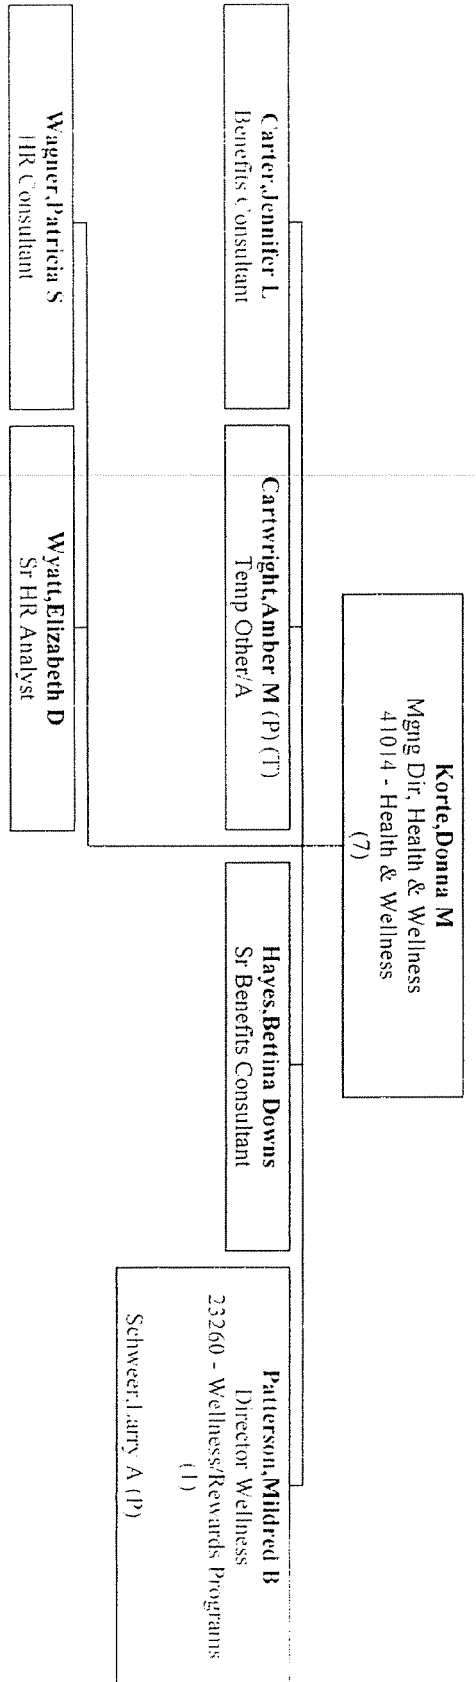 Korte,Donna M
Mgng Dir, Health & Wellness
41014 - Health & Wellness
(7)
Carter,Jennifer L
Benefits Consultant
Cartwright,Amber M (P) (T)
Temp Other/A
Hayes,Bettina Downs
Sr Benefits Consultant
Patterson,Mildred B
Director Wellness
23260 - Wellness/Rewards Programs
(1)
Schweer,Larry A (P)
Wagner,Patricia S
HR Consultant
Wyatt,Elizabeth D
Sr HR Analyst